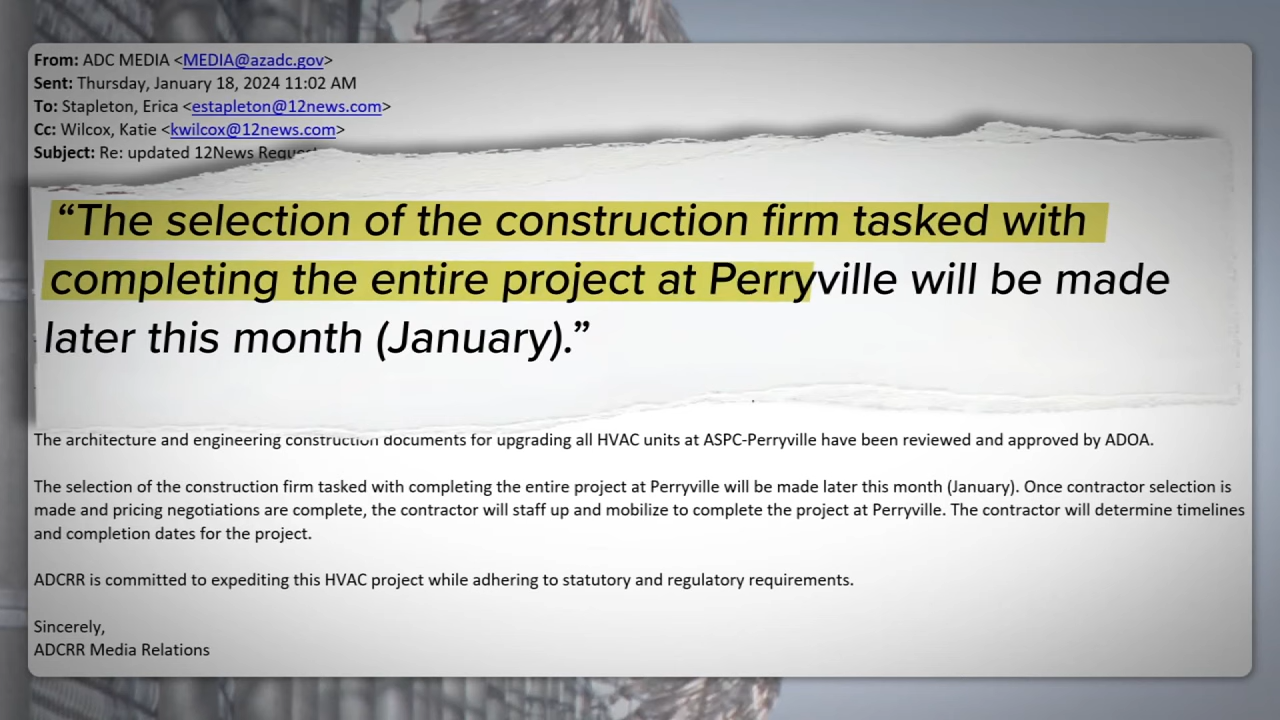 From: ADC MEDIA <MEDIA@azadc.gov>
Sent: Thursday, January 18, 2024 11:02 AM
To: Stapleton, Erica <estapleton@12news.com>
Cc: Wilcox, Katie <kwilcox@12news.com>
Subject: Re: updated 12News
“The selection of the construction firm tasked with
completing the entire project at Perryville will be made
later this month (January).”
The architecture and engineering construction documents for upgrading all HVAC units at ASPC-Perryville have been reviewed and approved by ADOA.
The selection of the construction firm tasked with completing the entire project at Perryville will be made later this month (January). Once contractor selection is
made and pricing negotiations are complete, the contractor will staff up and mobilize to complete the project at Perryville. The contractor will determine timelines
and completion dates for the project.
ADCRR is committed to expediting this HVAC project while adhering to statutory and regulatory requirements.
Sincerely,
ADCRR Media Relations